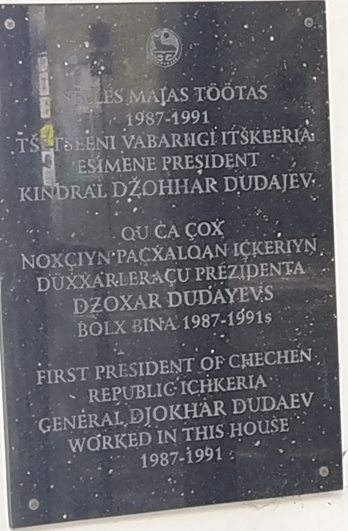 SELLES MAJAS TÖÖTAS
1987-1991
TŠETŠEENI VABARIIGI ITŠKEERIA
ESIMENE PRESIDENT
KINDRAL DŽOHHAR DUDAJEV
QU CA ÇOX
NOXÇIYN PAÇXALQAN IÇKERIYN
DUXXARLERAÇU PREZIDENTA
DZOXAR DUDAYEVS
BOLX BINA 1987-1991s
FIRST PRESIDENT OF CHECHEN
REPUBLIC ICHKERIA
GENERAL DJOKHAR DUDAEV
WORKED IN THIS HOUSE
1987-1991